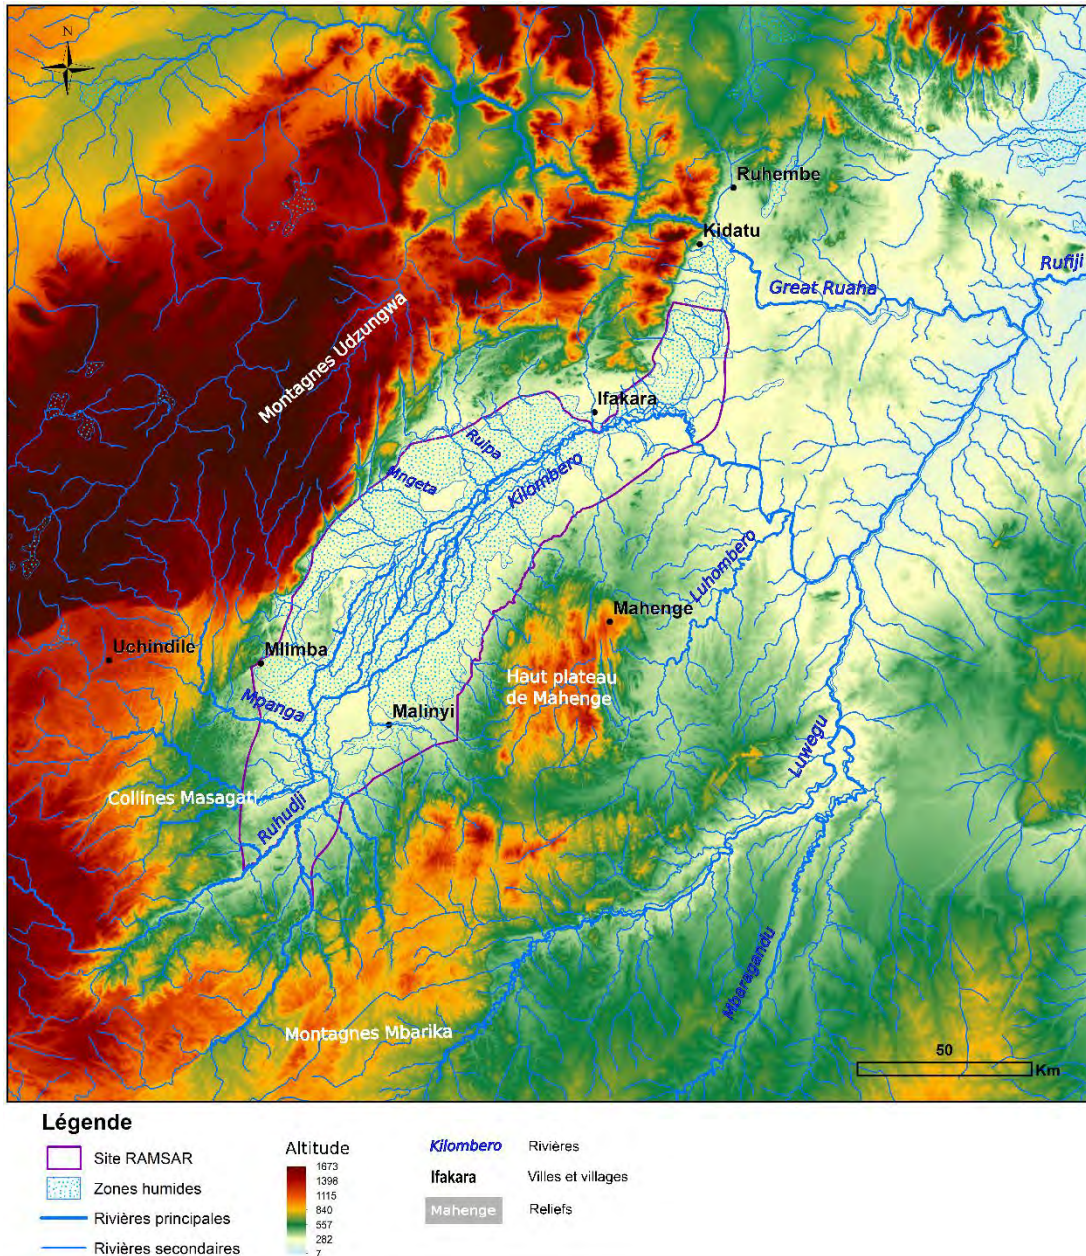 N
Ruhembe
Kidatu
Rufiji
Great Ruaha
Montagnes Udzungwa
Ifakara
Ruipa
Mngeta
Kilombero
Luhombero
Mahenge
Uchindile
Mlimba
Haut plateau
de Mahenge
Mpanga
Malinyi
Luwegu
Collines Masagati
Ruhudji
Mbaragandu
Montagnes Mbarika
50
Km
Légende
Site RAMSAR
Zones humides
Rivières principales
Rivières secondaires
Altitude
1673
1396
1115
840
557
282
7
Kilombero Rivières
Ifakara Villes et villages
Mahenge Reliefs